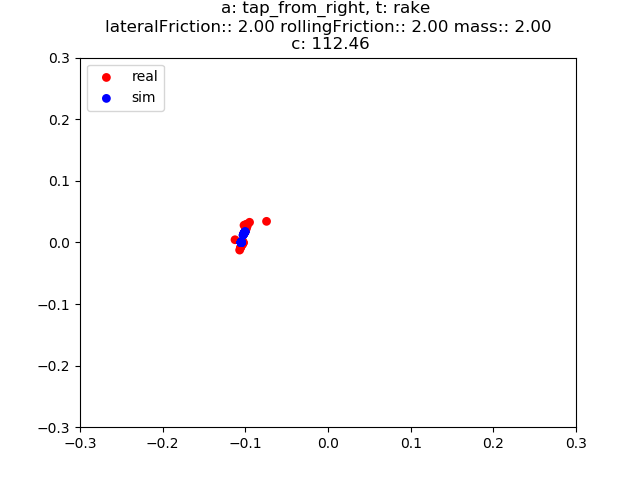 a: tap_from_right, t: rake
lateralFriction:: 2.00 rollingFriction:: 2.00 mass:: 2.00
c: 112.46
real
sim
0.3
0.2
0.1
0.0
−0.1
−0.2
−0.3
−0.3 −0.2 −0.1 0.0 0.1 0.2 0.3